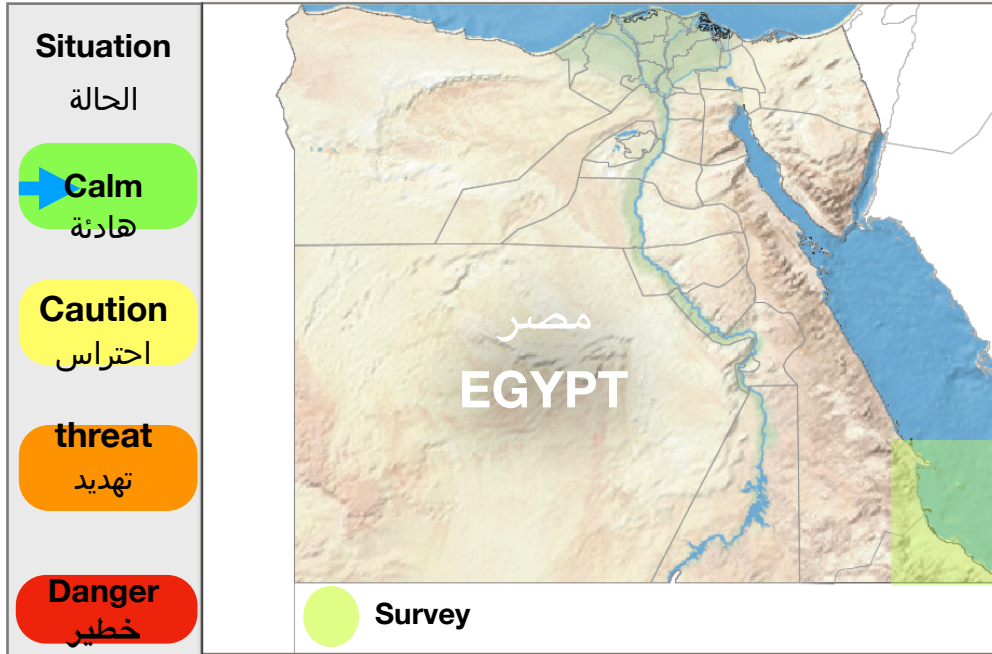 Situation
الحالة
Calm
هادئة
Caution
احتراس
threat
تهديد
Danger
خطير
مصر
EGYPT
Survey